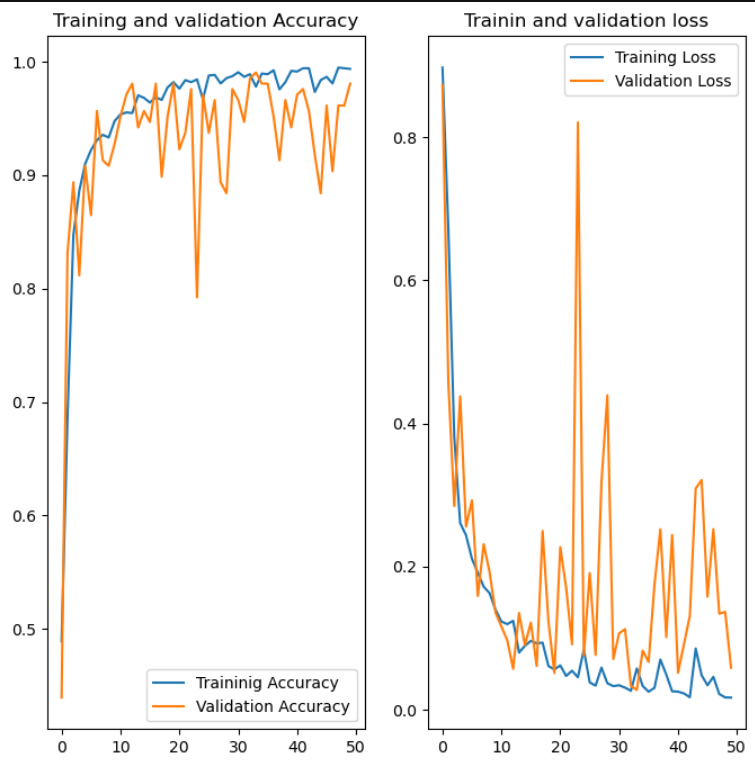 Training and validation Accuracy
1.0
0.9
0.8
0.7
0.6
0.5
0 10 20 30 40 50
Traininig Accuracy
Validation Accuracy
Trainin and validation loss
Training Loss
Validation Loss
0.8
0.6
0.4
0.2
0.0
0 10 20 30 40 50